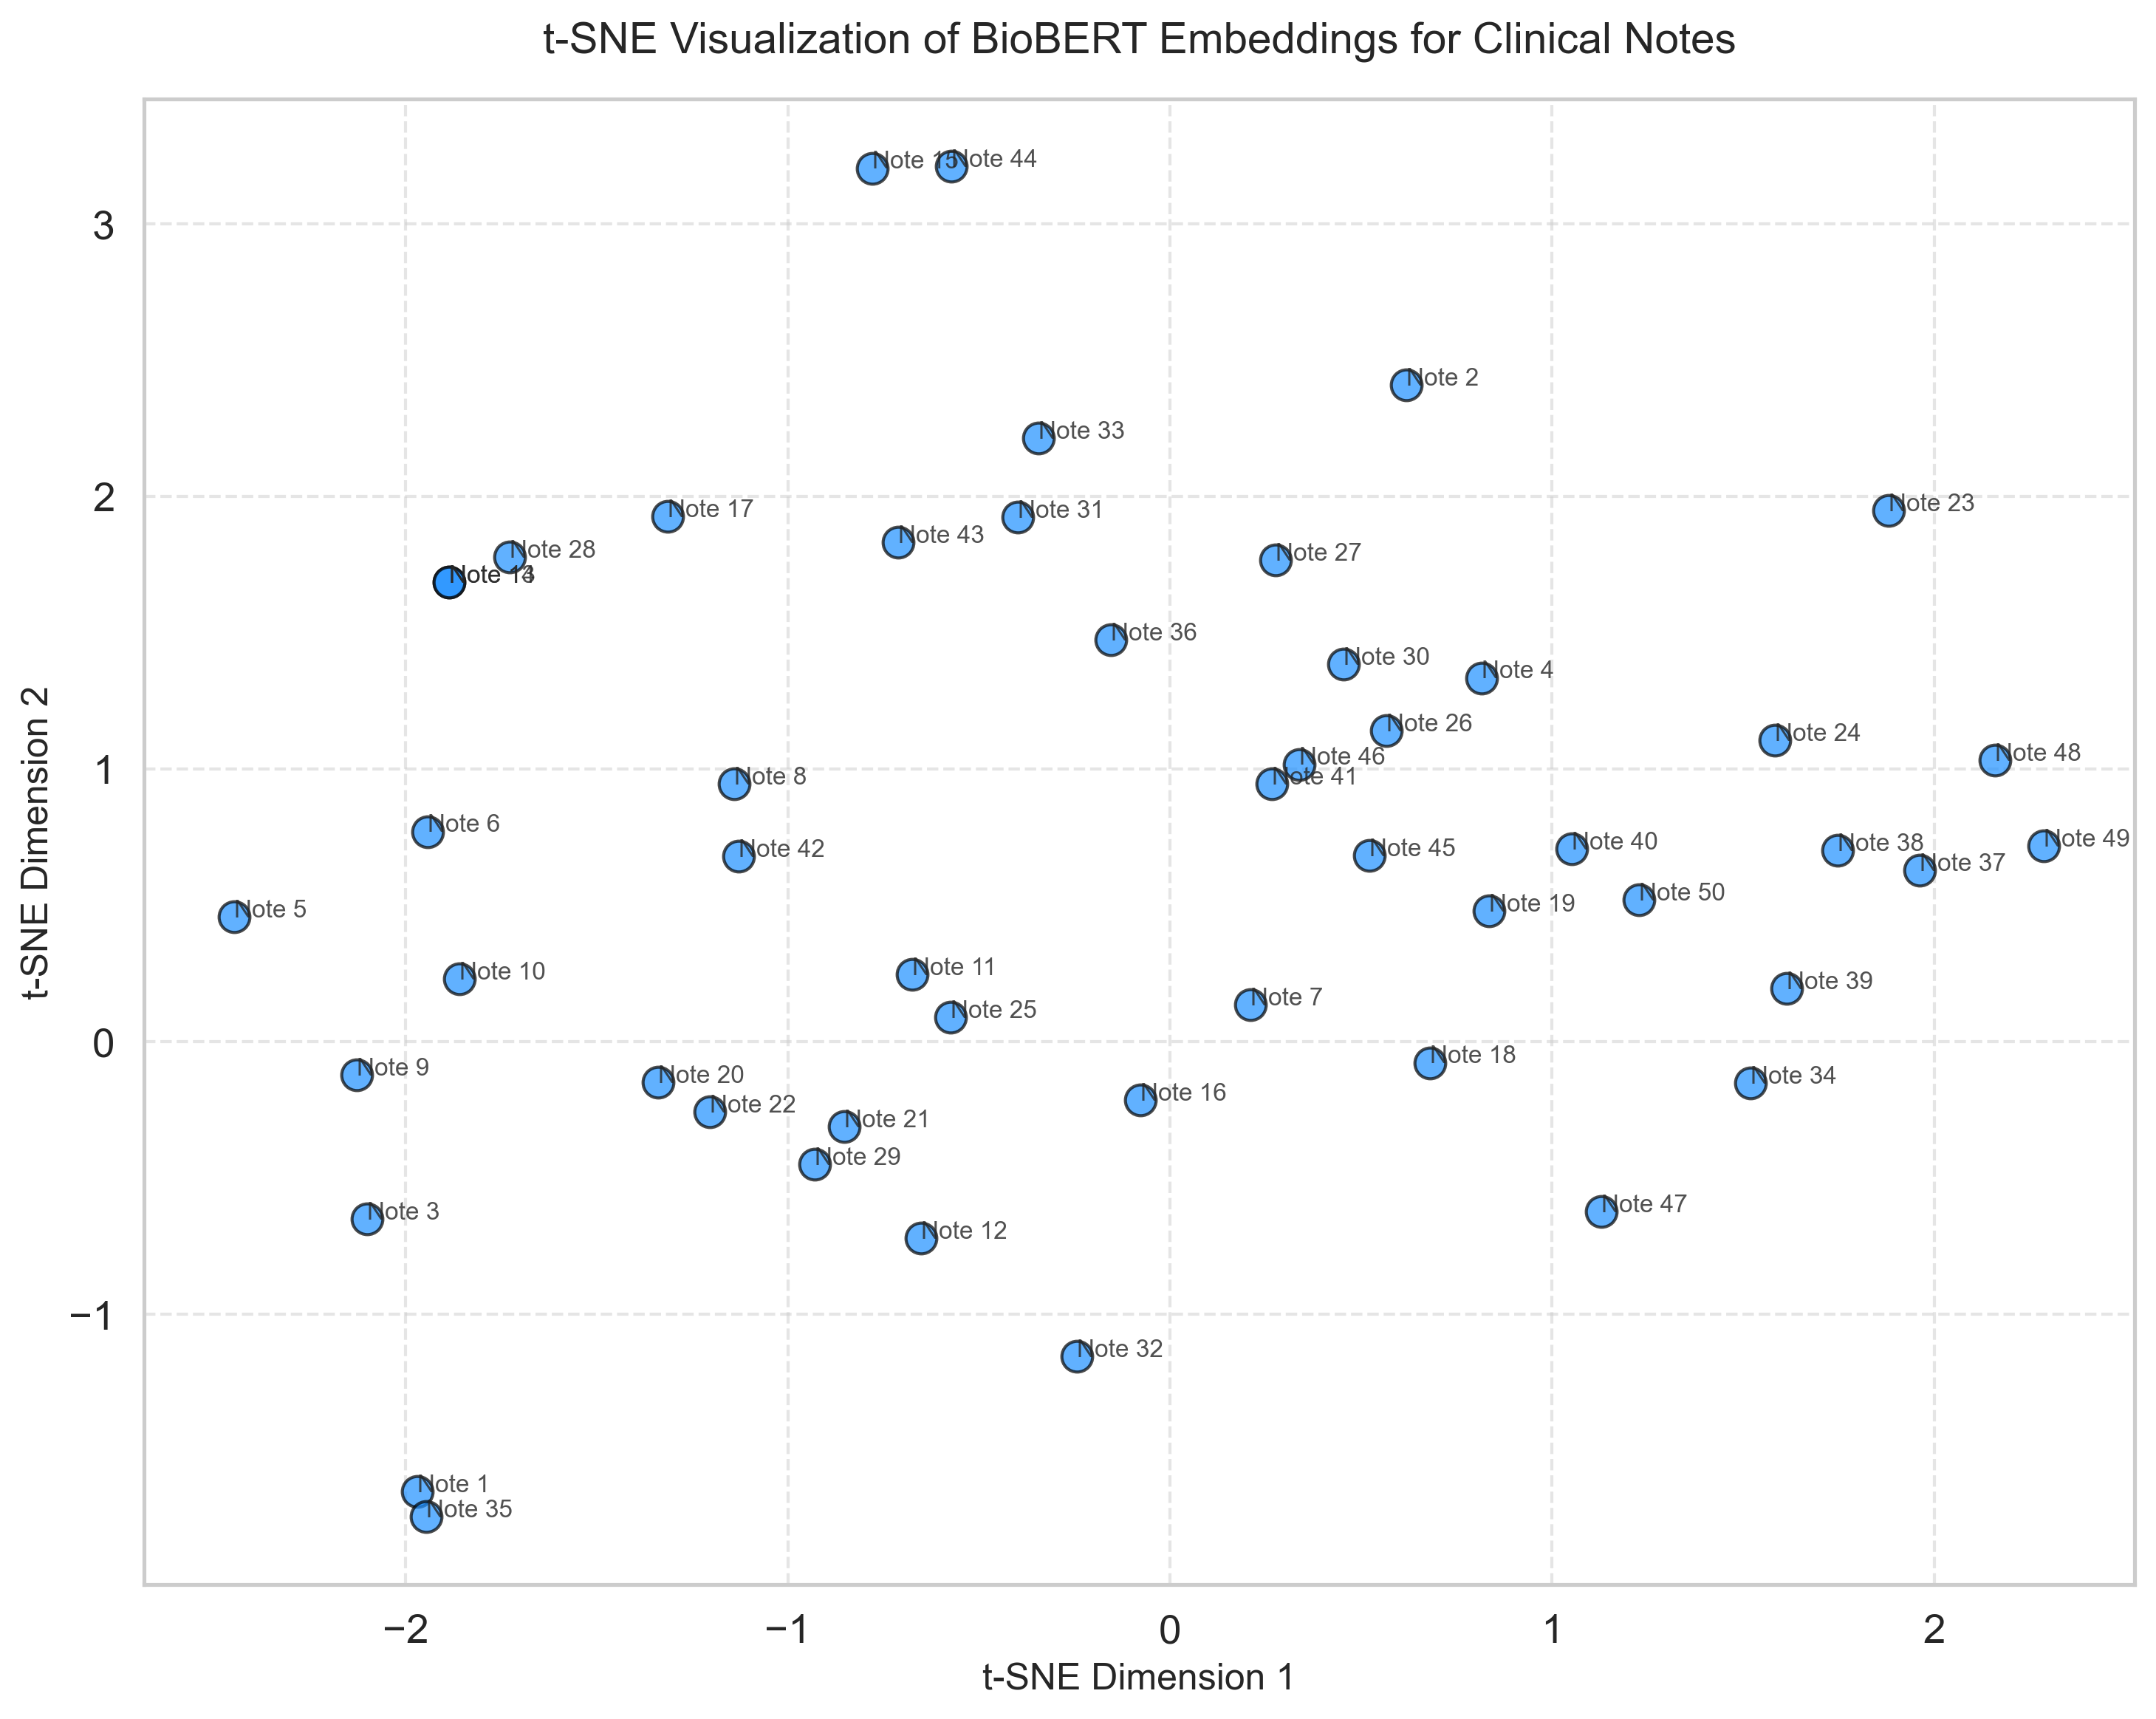 t-SNE Visualization of BioBERT Embeddings for Clinical Notes
Note 15
Note 44
3
Note 2
Note 33
2
Note 23
Note 17
Note 31
Note 43
Note 28
Note 27
Note 13
Note 14
Note 36
Note 30
Note 4
Note 26
Note 24
Note 46
Note 48
1
Note 8
Note 41
Note 6
Note 42
Note 45
Note 40
Note 38
Note 49
Note 37
Note 50
Note 19
Note 5
Note 10
Note 11
Note 39
Note 25
Note 7
0
Note 9
Note 20
Note 18
Note 34
Note 22
Note 16
Note 21
Note 29
Note 3
Note 12
Note 47
−1
Note 32
Note 1
Note 35
−2
−1
0
1
2
t-SNE Dimension 1
t-SNE Dimension 2